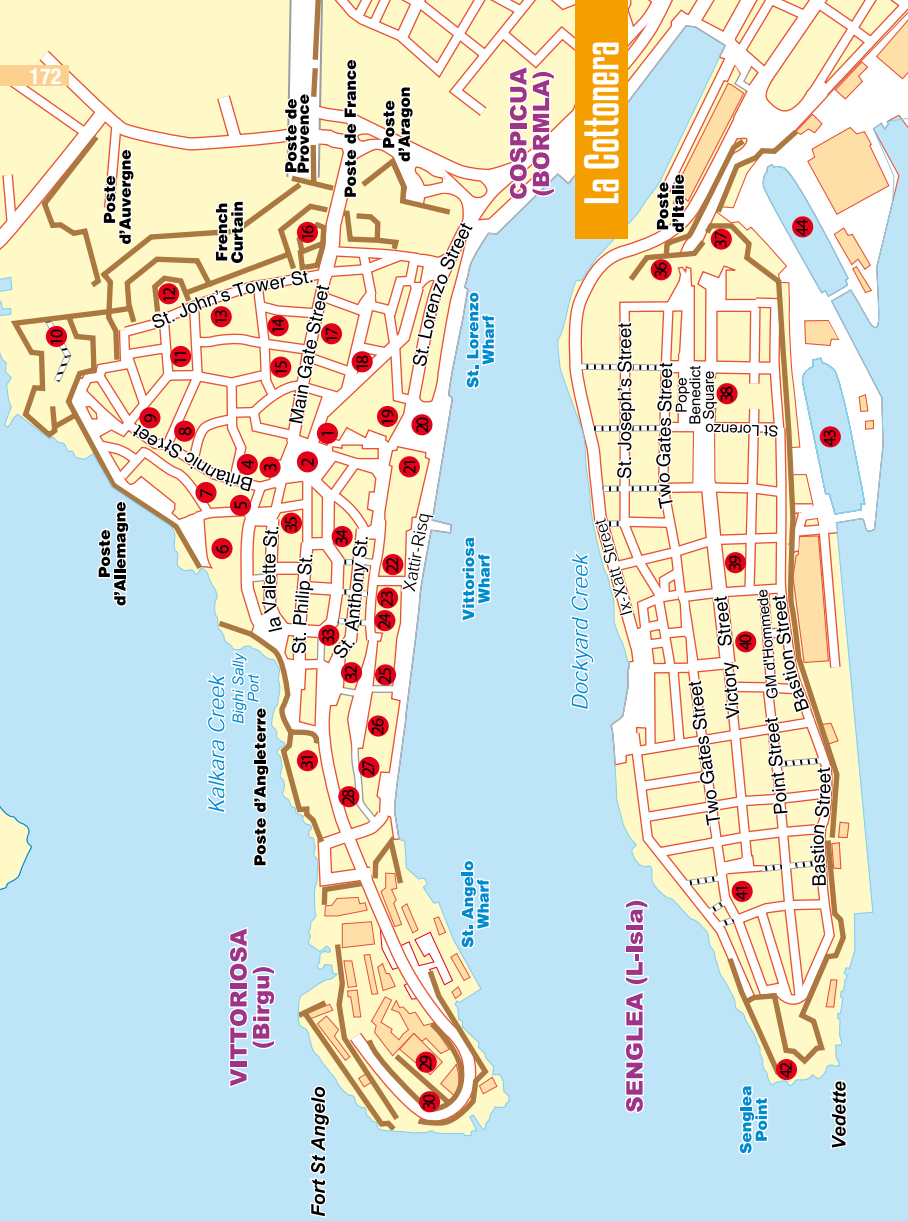 172
La Cottonera
COSPICUA
(BORMLA)
VITTORIOSA
(Birgu)
SENGLEA (L-Isla)
Poste
d'Auvergne
French
Curtain
Poste de
Provence
Poste de France
Poste
d'Aragon
Poste
d'Italie
Poste
d'Allemagne
Poste d'Angleterre
Fort St Angelo
Vedette
Kalkara Creek
Bighi Sally
Port
Dockyard Creek
St. Lorenzo
Wharf
Vittoriosa
Wharf
St. Angelo
Wharf
Senglea
Point
St. John's Tower St.
Main Gate Street
St. Lorenzo Street
Britannic Street
la Valette St.
St. Philip St.
St. Anthony St.
Xattir-Risq
Ix-Xatt Street
St. Joseph's Street
Two Gates Street
Pope
Benedict
Square
St Lorenzo
Victory Street
GM d'Hommede
Bastion Street
Two Gates Street
Point Street
Bastion Street
1
2
3
4
5
6
7
8
9
10
11
12
13
14
15
16
17
18
19
20
21
22
23
24
25
26
27
28
29
30
31
32
33
34
35
36
37
38
39
40
41
42
43
44